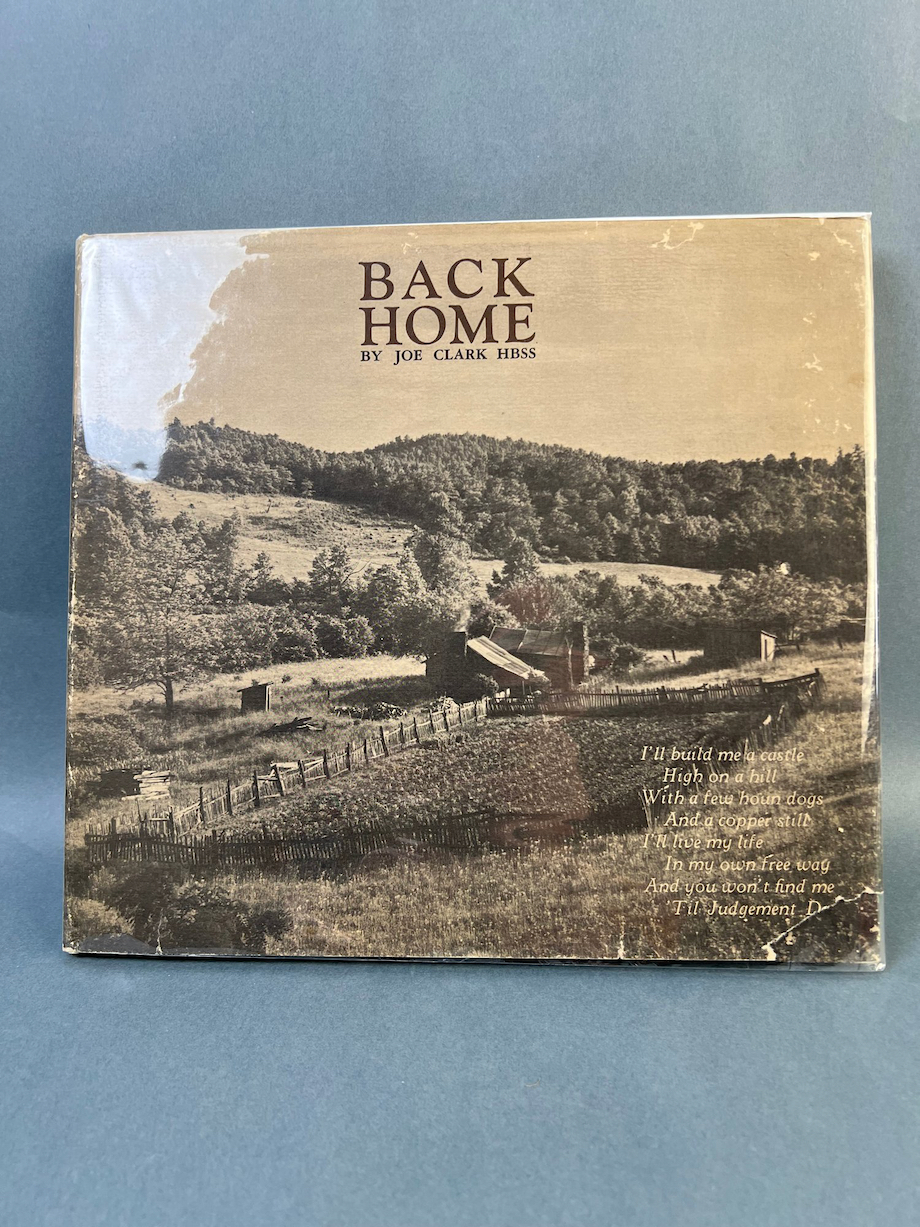 BACK
HOME
BY JOE CLARK HBSS
I'll build me a castle
High on a hill
With a few houn dogs
And a copper still
I'll live my life
In my own free way
And you won't find me
'Til Judgement D